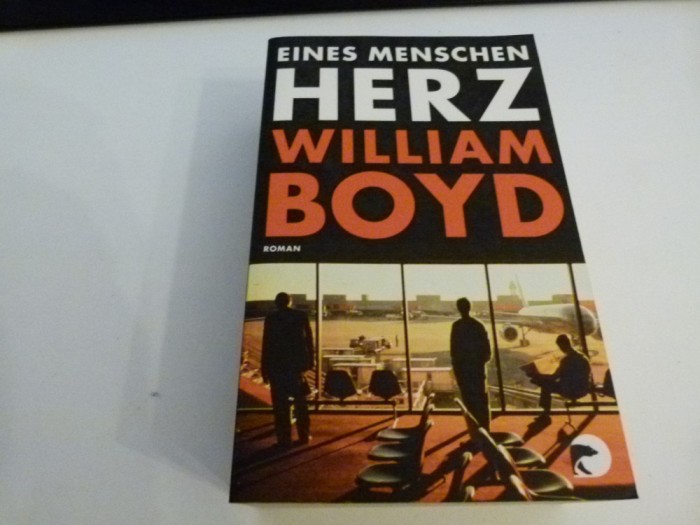 EINES MENSCHEN
HERZ
WILLIAM
BOYD
ROMAN